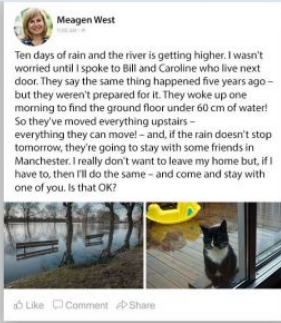 Meagen West
Ten days of rain and the river is getting higher. I wasn't
worried until I spoke to Bill and Caroline who live next
door. They say the same thing happened five years ago –
but they weren't prepared for it. They woke up one
morning to find the ground floor under 60 cm of water!
So they've moved everything upstairs –
everything they can move! – and, if the rain doesn't stop
tomorrow, they're going to stay with some friends in
Manchester. I really don't want to leave my home but, if I
have to, then I'll do the same – and come and stay with
one of you. Is that OK?
Like Comment Share